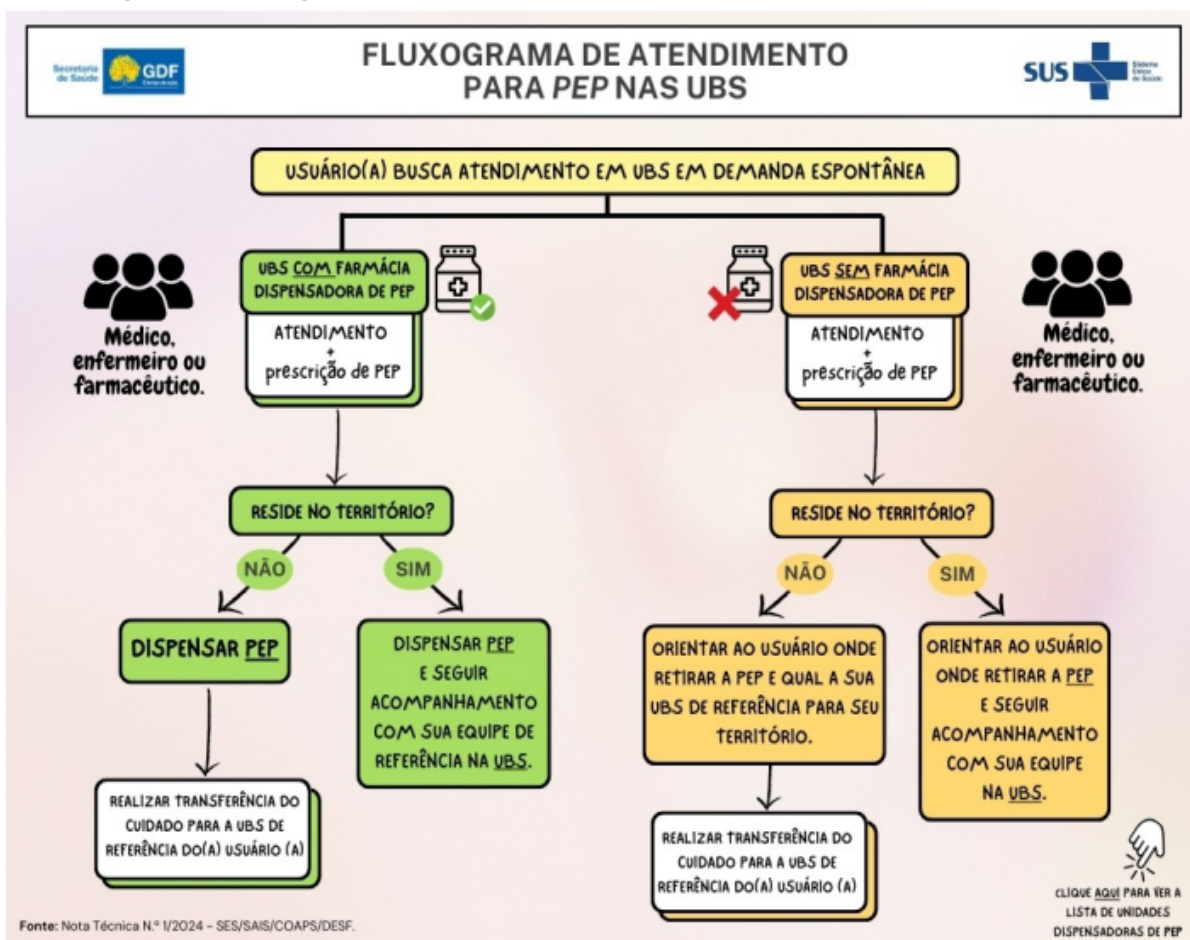 Secretaria
de Saúde
GDF
FLUXOGRAMA DE ATENDIMENTO
PARA PEP NAS UBS
SUS
Sistema
Único
de Saúde
USUÁRIO(A) BUSCA ATENDIMENTO EM UBS EM DEMANDA ESPONTÂNEA
Médico,
enfermeiro ou
farmacêutico.
UBS COM FARMÁCIA
DISPENSADORA DE PEP
ATENDIMENTO
+
prescrição de PEP
RESIDE NO TERRITÓRIO?
NÃO
SIM
DISPENSAR PEP
REALIZAR TRANSFERÊNCIA DO
CUIDADO PARA A UBS DE
REFERÊNCIA DO(A) USUÁRIO (A)
DISPENSAR PEP
E SEGUIR
ACOMPANHAMENTO
COM SUA EQUIPE DE
REFERÊNCIA NA UBS.
UBS SEM FARMÁCIA
DISPENSADORA DE PEP
ATENDIMENTO
+
prescrição de PEP
Médico,
enfermeiro ou
farmacêutico.
RESIDE NO TERRITÓRIO?
NÃO
SIM
ORIENTAR AO USUÁRIO ONDE
RETIRAR A PEP E QUAL A SUA
UBS DE REFERÊNCIA PARA SEU
TERRITÓRIO.
REALIZAR TRANSFERÊNCIA DO
CUIDADO PARA A UBS DE
REFERÊNCIA DO(A) USUÁRIO (A)
ORIENTAR AO USUÁRIO
ONDE RETIRAR A PEP
E SEGUIR
ACOMPANHAMENTO
COM SUA EQUIPE
NA UBS.
CLIQUE AQUI PARA VER A
LISTA DE UNIDADES
DISPENSADORAS DE PEP
Fonte: Nota Técnica N.º 1/2024 - SES/SAIS/COAPS/DESF.